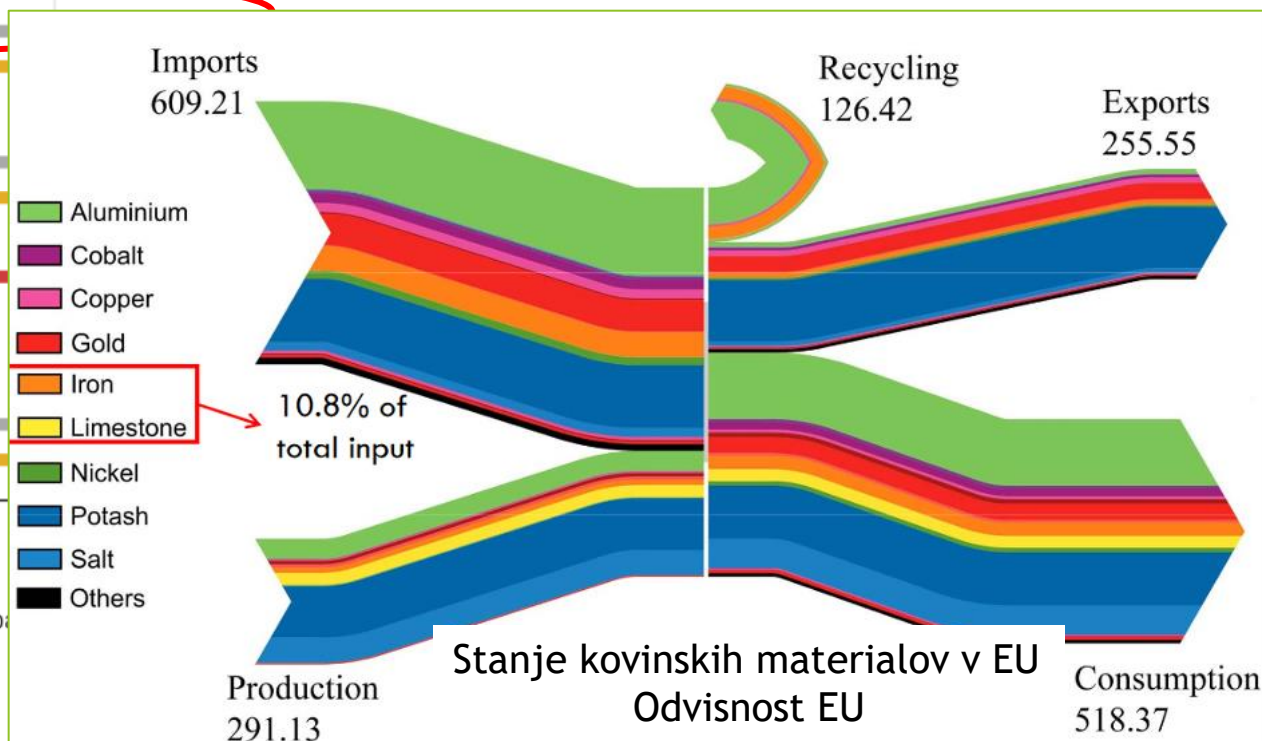 Imports
609.21
Recycling
126.42
Exports
255.55
Aluminium
Cobalt
Copper
Gold
Iron
Limestone
Nickel
Potash
Salt
Others
10.8% of
total input
Production
291.13
Stanje kovinskih materialov v EU
Odvisnost EU
Consumption
518.37